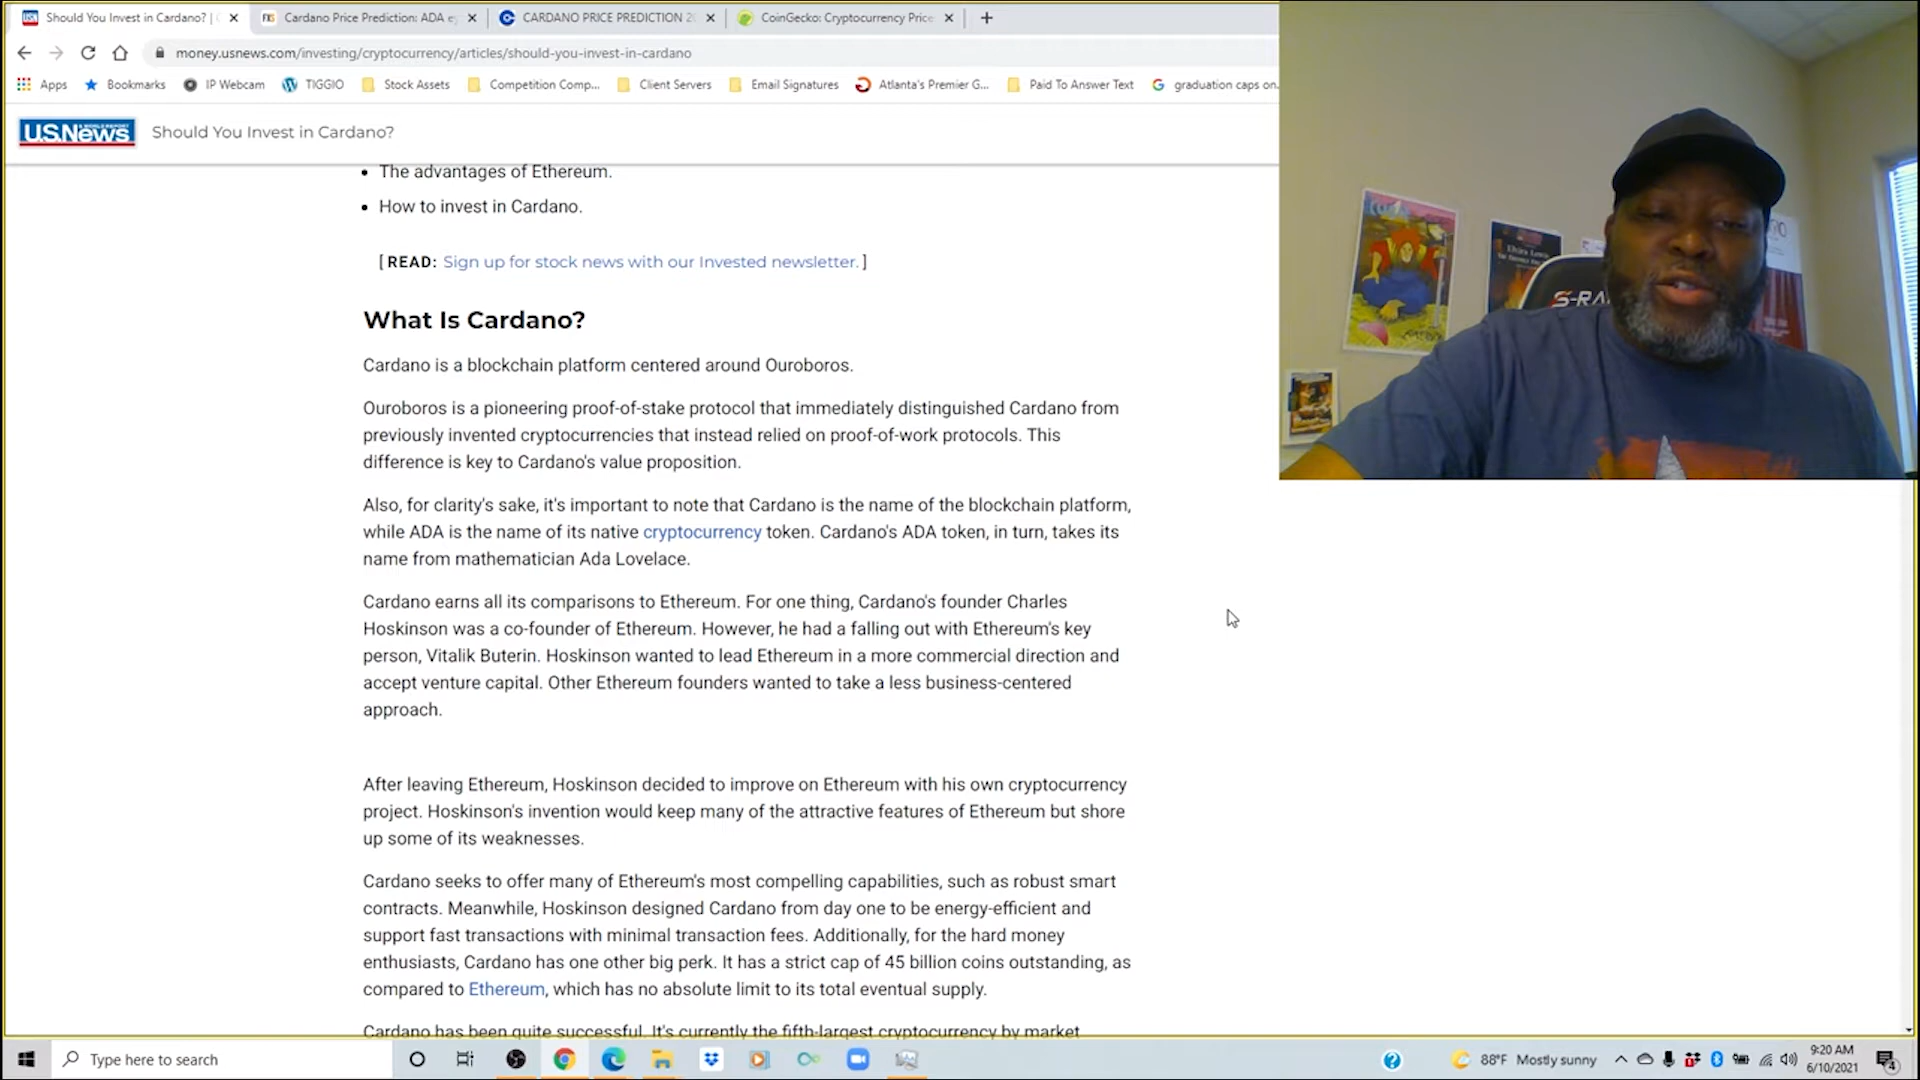 Should You Invest in Cardano? |
Cardano Price Prediction: ADA e
CARDANO PRICE PREDICTION 2
CoinGecko: Cryptocurrency Price
money.usnews.com/investing/cryptocurrency/articles/should-you-invest-in-cardano
Apps
Bookmarks
IP Webcam
TIGGIO
Stock Assets
Competition Comp...
Client Servers
Email Signatures
Atlanta's Premier G...
Paid To Answer Text
graduation caps on.
U.S.News
Should You Invest in Cardano?
• The advantages of Ethereum.
• How to invest in Cardano.
[ READ: Sign up for stock news with our Invested newsletter. ]
What Is Cardano?
Cardano is a blockchain platform centered around Ouroboros.
Ouroboros is a pioneering proof-of-stake protocol that immediately distinguished Cardano from
previously invented cryptocurrencies that instead relied on proof-of-work protocols. This
difference is key to Cardano's value proposition.
Also, for clarity's sake, it's important to note that Cardano is the name of the blockchain platform,
while ADA is the name of its native cryptocurrency token. Cardano's ADA token, in turn, takes its
name from mathematician Ada Lovelace.
Cardano earns all its comparisons to Ethereum. For one thing, Cardano's founder Charles
Hoskinson was a co-founder of Ethereum. However, he had a falling out with Ethereum's key
person, Vitalik Buterin. Hoskinson wanted to lead Ethereum in a more commercial direction and
accept venture capital. Other Ethereum founders wanted to take a less business-centered
approach.
After leaving Ethereum, Hoskinson decided to improve on Ethereum with his own cryptocurrency
project. Hoskinson's invention would keep many of the attractive features of Ethereum but shore
up some of its weaknesses.
Cardano seeks to offer many of Ethereum's most compelling capabilities, such as robust smart
contracts. Meanwhile, Hoskinson designed Cardano from day one to be energy-efficient and
support fast transactions with minimal transaction fees. Additionally, for the hard money
enthusiasts, Cardano has one other big perk. It has a strict cap of 45 billion coins outstanding, as
compared to Ethereum, which has no absolute limit to its total eventual supply.
Cardano has been quite successful. It's currently the fifth-largest cryptocurrency by market
S-RA
Type here to search
88°F Mostly sunny
9:20 AM
6/10/2021
4